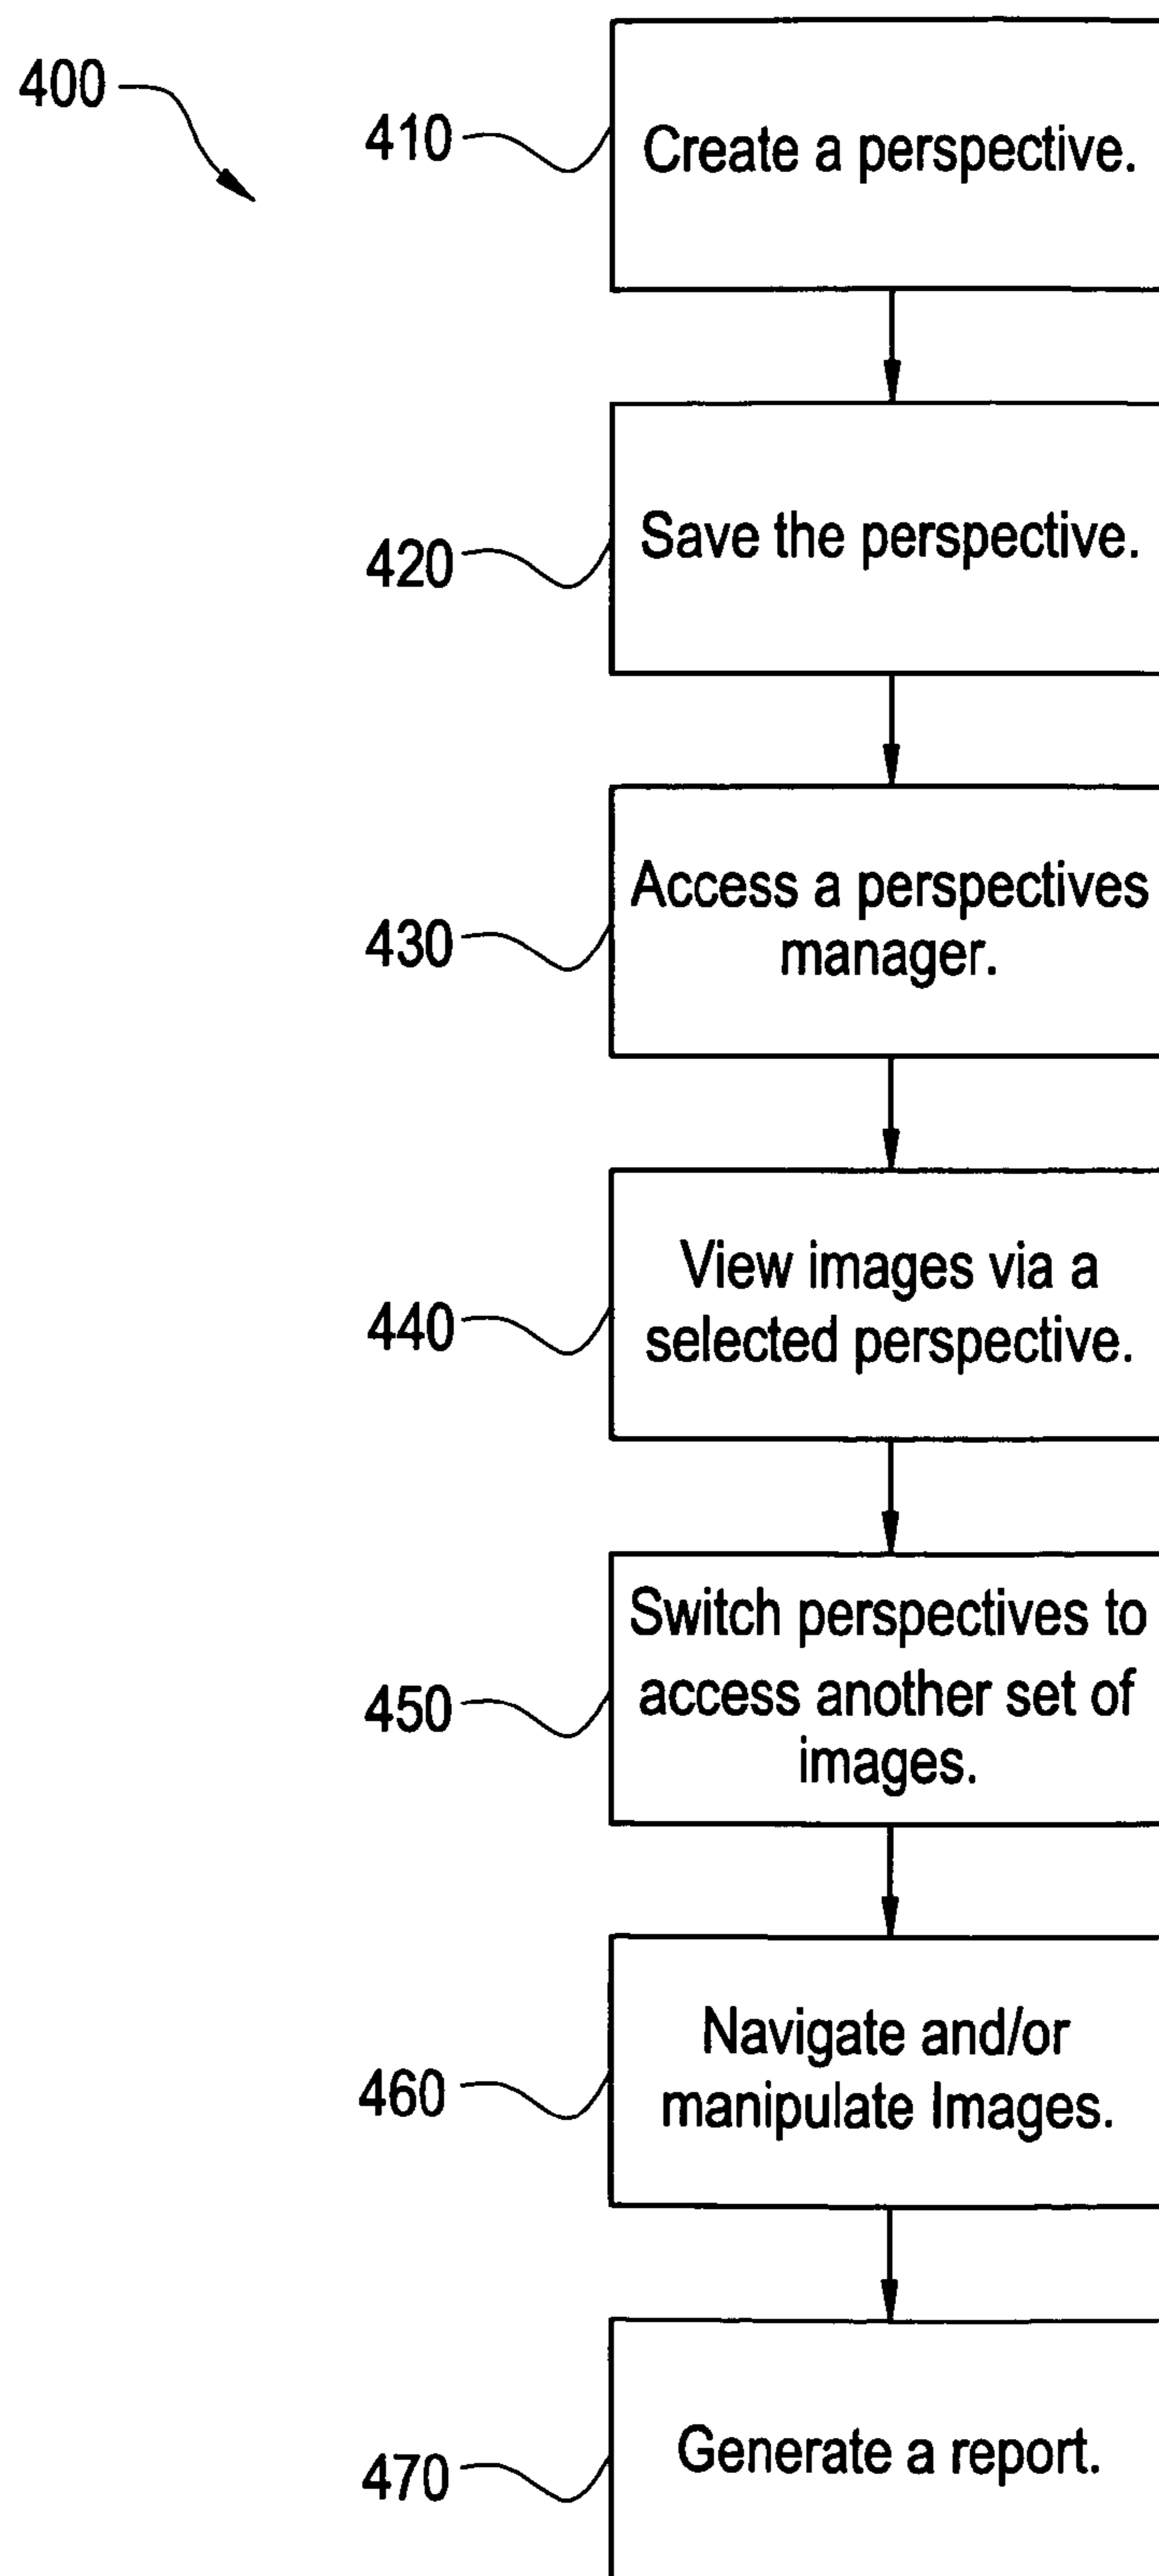 400
410
Create a perspective.
420
Save the perspective.
430
Access a perspectives
manager.
440
View images via a
selected perspective.
450
Switch perspectives to
access another set of
images.
460
Navigate and/or
manipulate Images.
470
Generate a report.